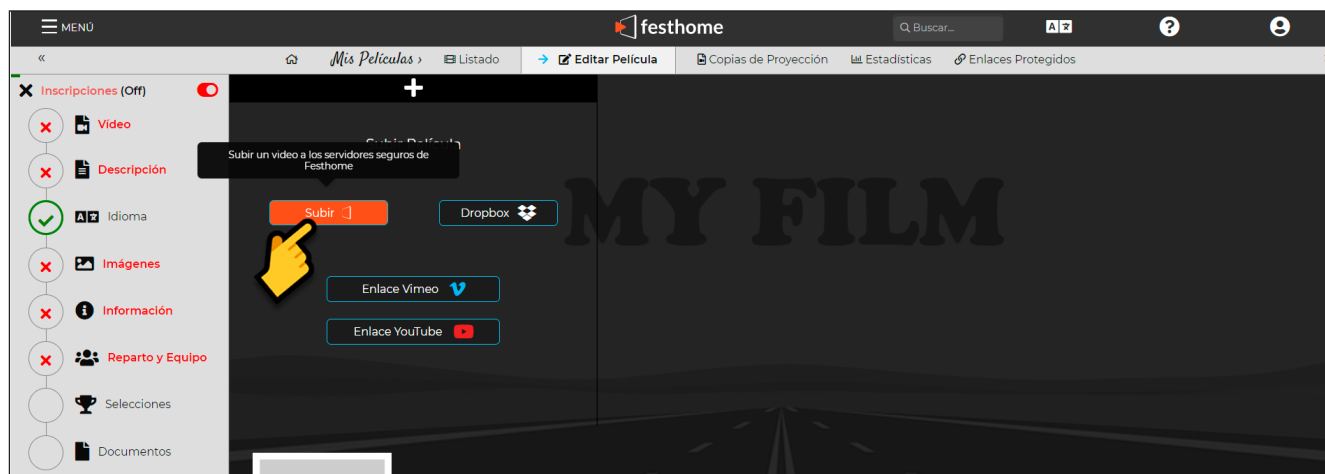 MENÚ
festhome
Buscar...
«
Mis Películas ›
Listado
Editar Película
Copias de Proyección
Estadísticas
Enlaces Protegidos
Inscripciones (Off)
Vídeo
Descripción
Idioma
Imágenes
Información
Reparto y Equipo
Selecciones
Documentos
Subir Película
Subir un video a los servidores seguros de
Festhome
Subir
Dropbox
Enlace Vimeo
Enlace YouTube
MY FILM